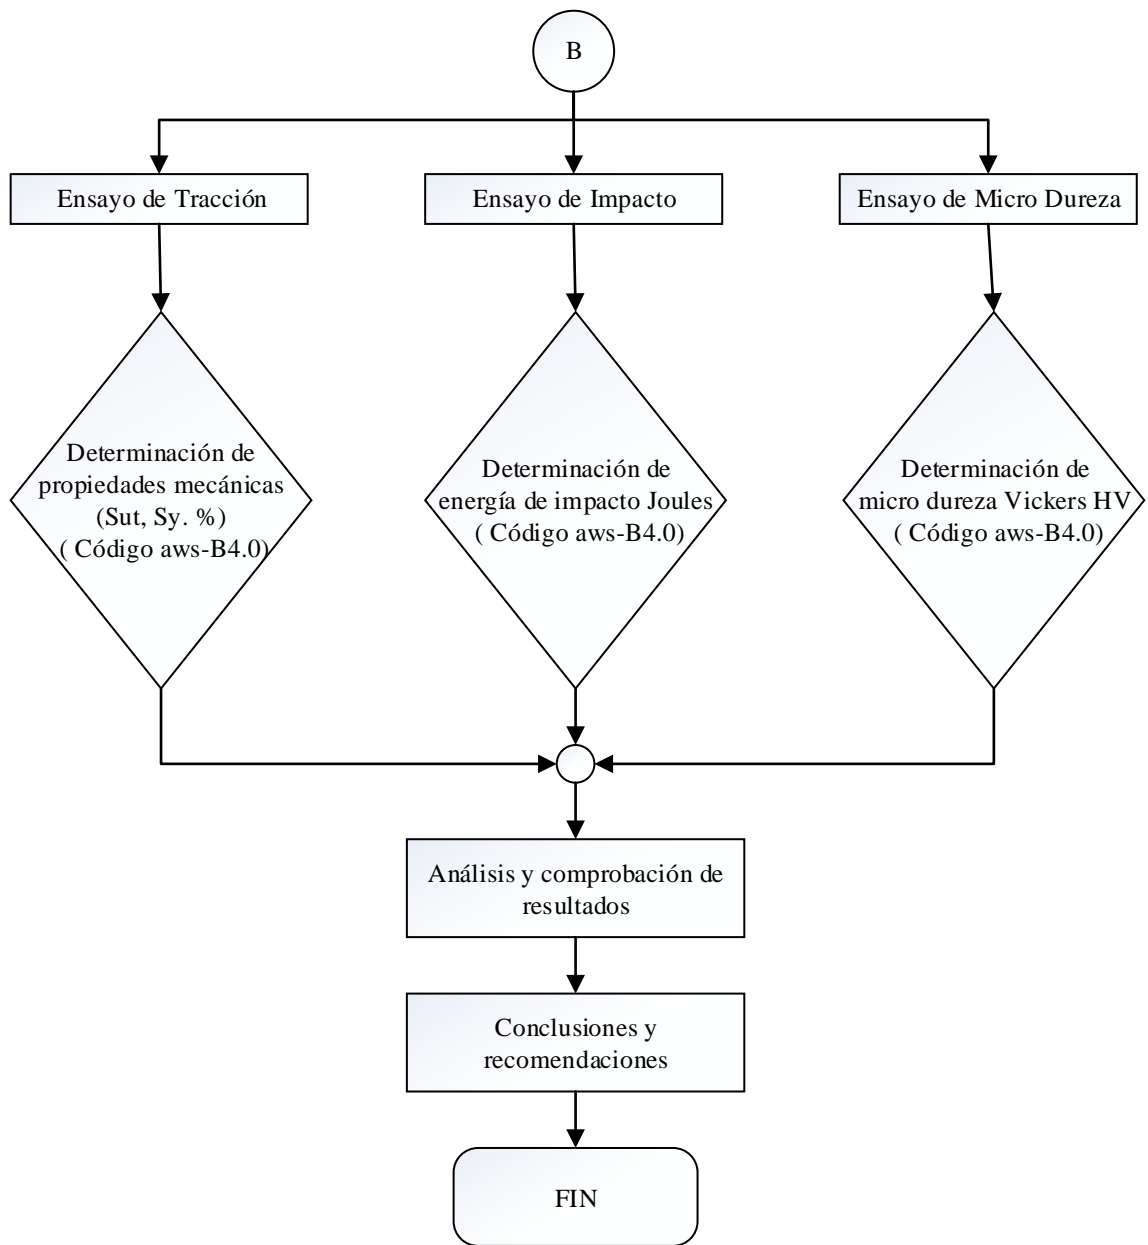 B
Ensayo de Tracción
Ensayo de Impacto
Ensayo de Micro Dureza
Determinación de
propiedades mecánicas
(Sut, Sy. %)
( Código aws-B4.0)
Determinación de
energía de impacto Joules
( Código aws-B4.0)
Determinación de
micro dureza Vickers HV
( Código aws-B4.0)
Análisis y comprobación de
resultados
Conclusiones y
recomendaciones
FIN